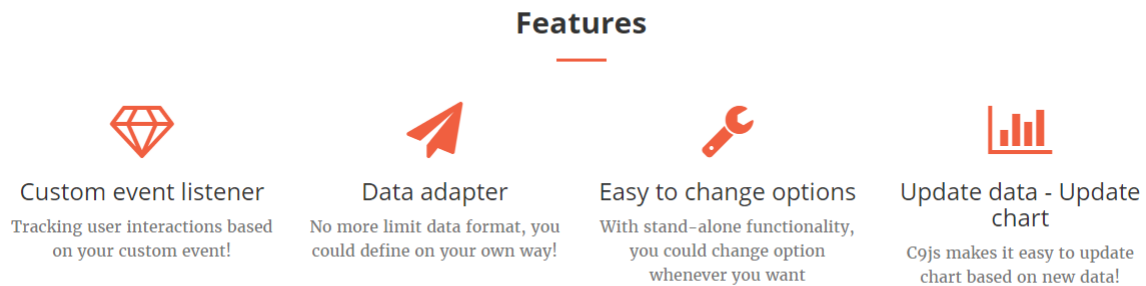 Features
Custom event listener
Tracking user interactions based
on your custom event!
Data adapter
No more limit data format, you
could define on your own way!
Easy to change options
With stand-alone functionality,
you could change option
whenever you want
Update data - Update
chart
C9js makes it easy to update
chart based on new data!